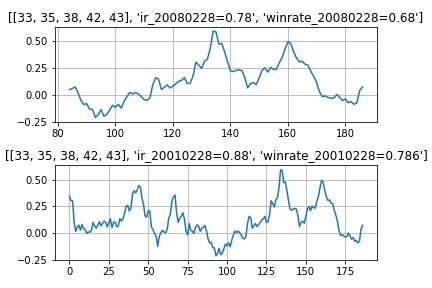 [[33, 35, 38, 42, 43], 'ir_20080228=0.78', 'winrate_20080228=0.68']
0.50
0.25
0.00
−0.25
80 100 120 140 160 180
[[33, 35, 38, 42, 43], 'ir_20010228=0.88', 'winrate_20010228=0.786']
0.50
0.25
0.00
−0.25
0 25 50 75 100 125 150 175